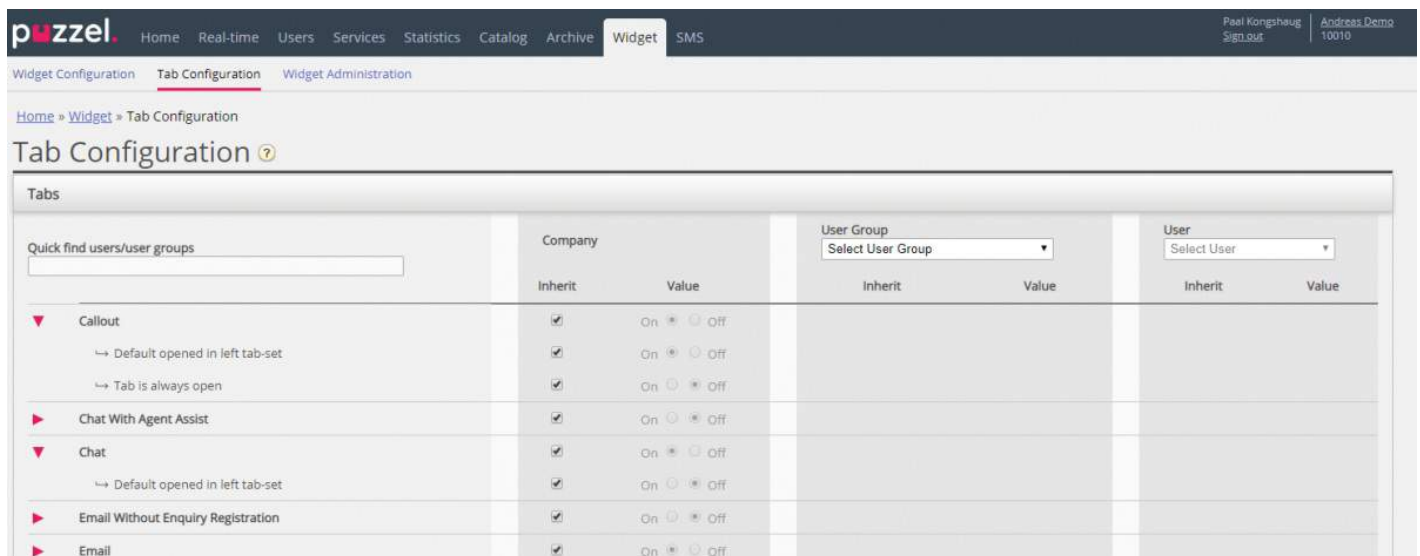 puzzel. Home Real-time Users Services Statistics Catalog Archive Widget SMS Paal Kongshaug Andreas Demo
Sign out 10010
Widget Configuration Tab Configuration Widget Administration
Home » Widget » Tab Configuration
Tab Configuration ?
Tabs
Quick find users/user groups Company User Group User
Select User Group Select User
Inherit Value Inherit Value Inherit Value
Callout On Off
↪ Default opened in left tab-set On Off
↪ Tab is always open On Off
Chat With Agent Assist On Off
Chat On Off
↪ Default opened in left tab-set On Off
Email Without Enquiry Registration On Off
Email On Off